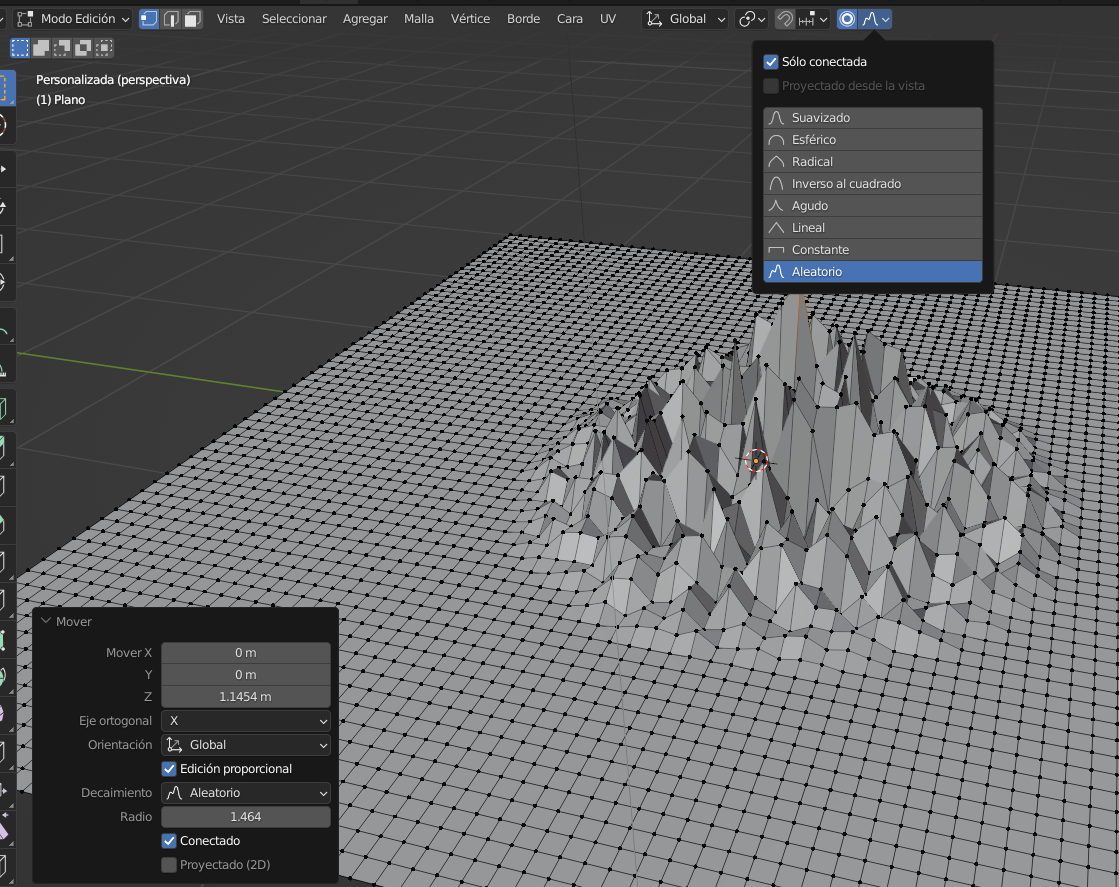 Modo Edición Vista Seleccionar Agregar Malla Vértice Borde Cara UV Global
Personalizada (perspectiva)
(1) Plano
Sólo conectada
Proyectado desde la vista
Suavizado
Esférico
Radical
Inverso al cuadrado
Agudo
Lineal
Constante
Aleatorio
Mover
Mover X 0 m
Y 0 m
Z 1.1454 m
Eje ortogonal X
Orientación Global
Edición proporcional
Decaimiento Aleatorio
Radio 1.464
Conectado
Proyectado (2D)